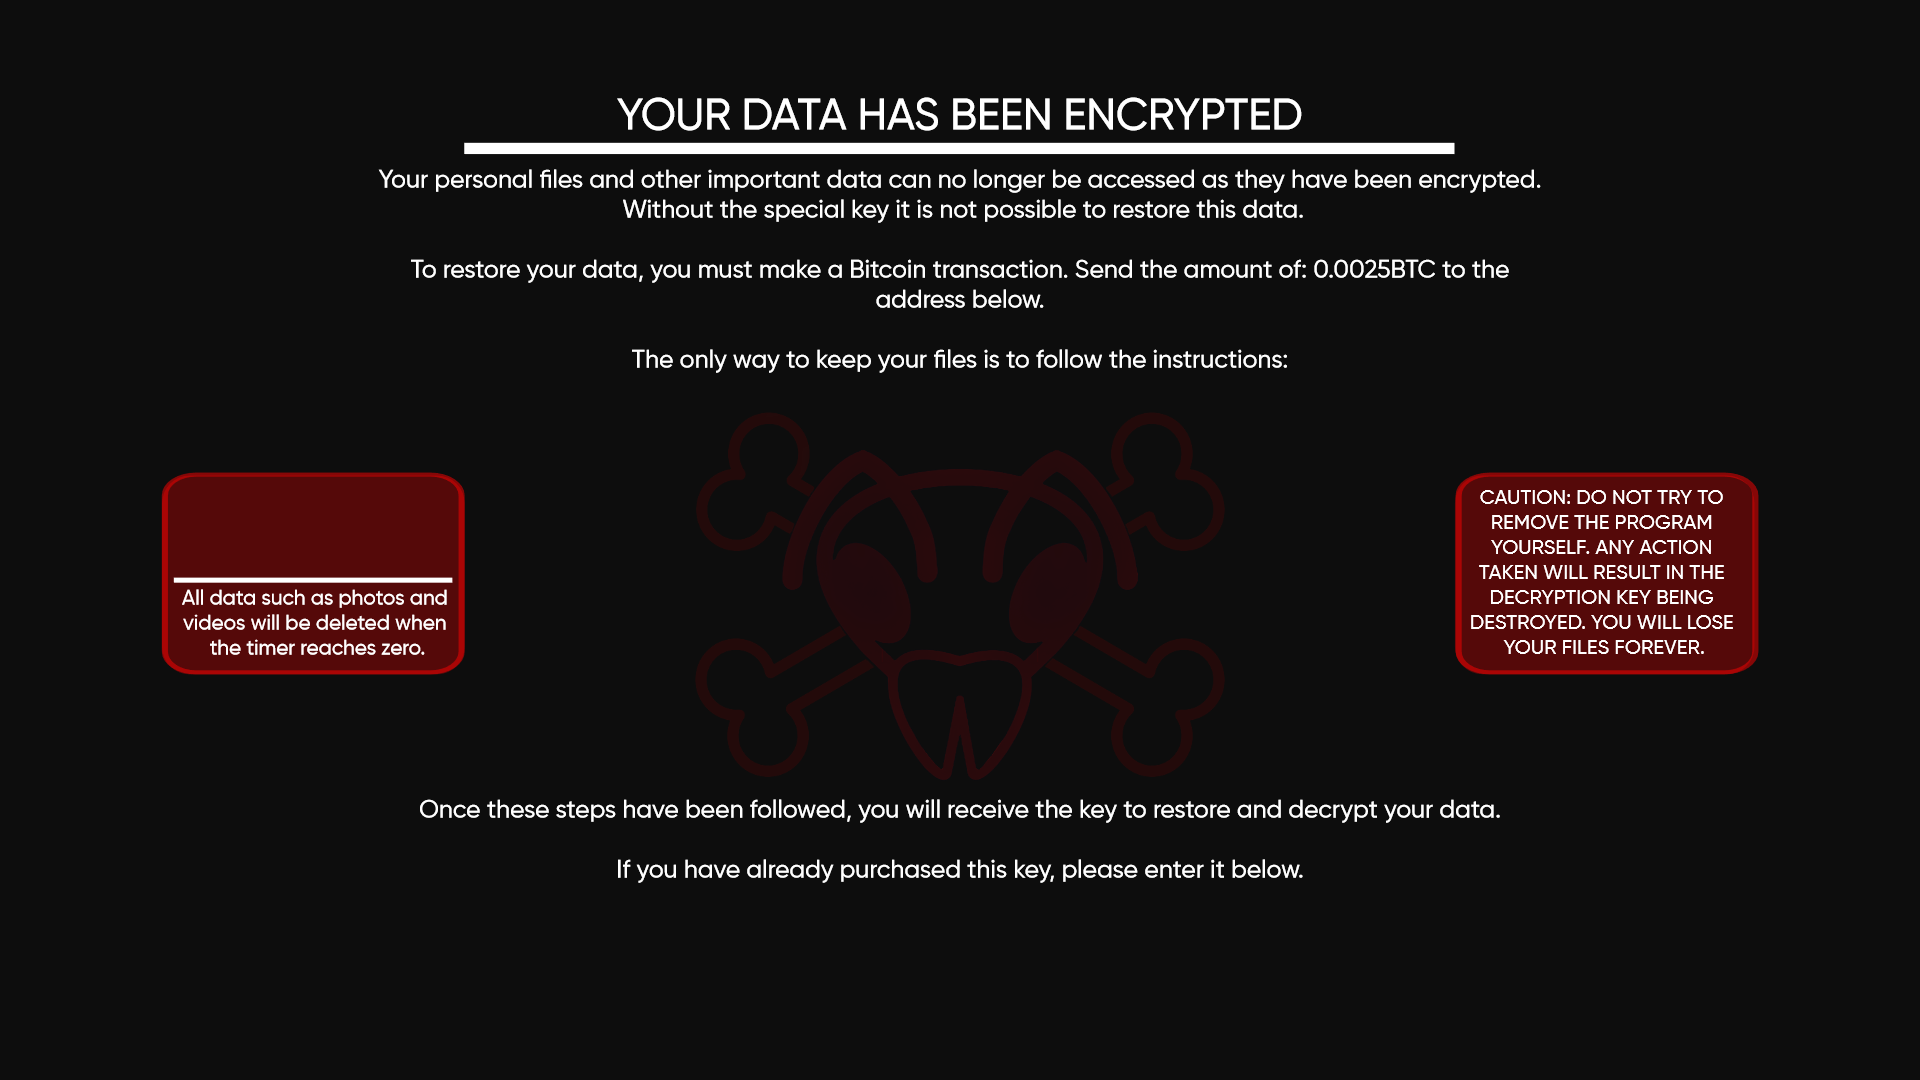 YOUR DATA HAS BEEN ENCRYPTED
Your personal files and other important data can no longer be accessed as they have been encrypted.
Without the special key it is not possible to restore this data.
To restore your data, you must make a Bitcoin transaction. Send the amount of: 0.0025BTC to the
address below.
The only way to keep your files is to follow the instructions:
All data such as photos and
videos will be deleted when
the timer reaches zero.
CAUTION: DO NOT TRY TO
REMOVE THE PROGRAM
YOURSELF. ANY ACTION
TAKEN WILL RESULT IN THE
DECRYPTION KEY BEING
DESTROYED. YOU WILL LOSE
YOUR FILES FOREVER.
Once these steps have been followed, you will receive the key to restore and decrypt your data.
If you have already purchased this key, please enter it below.